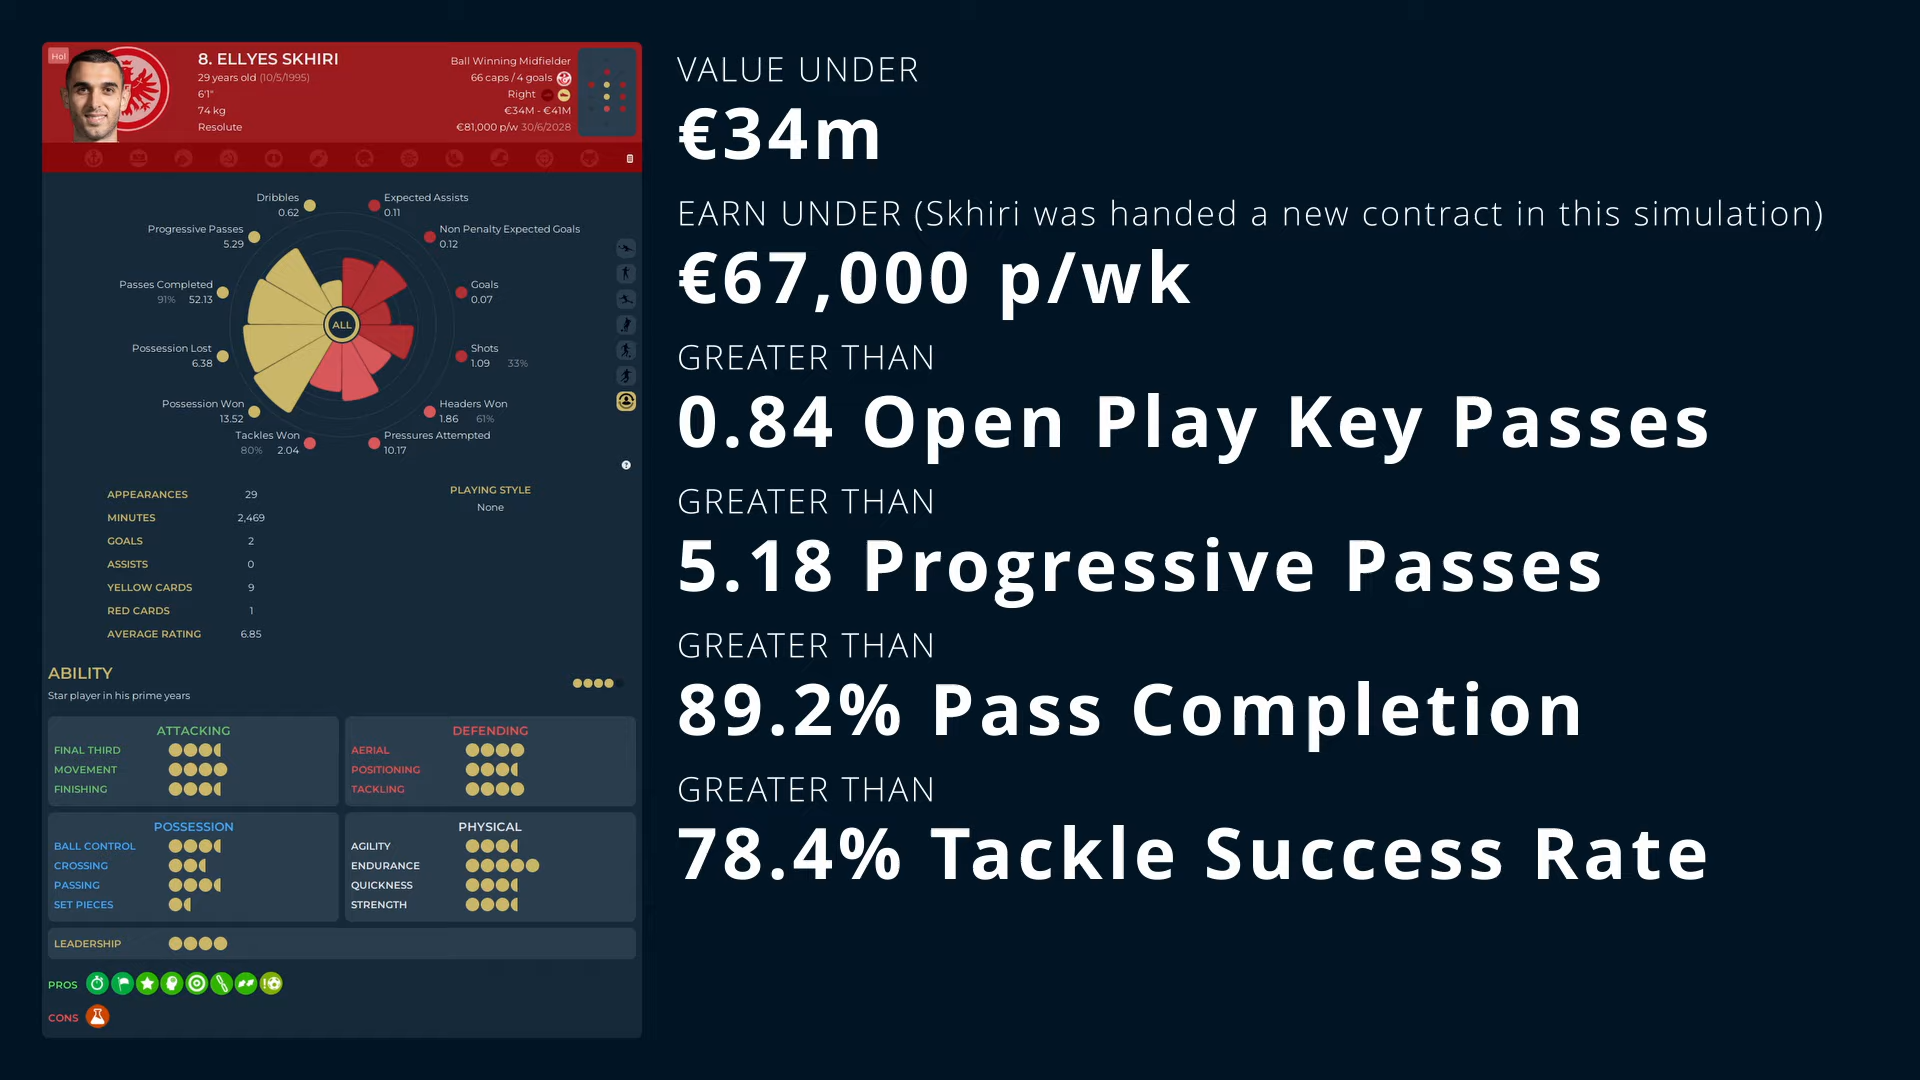 Hol
8. ELLYES SKHIRI
29 years old (10/5/1995)
6'1"
74 kg
Resolute
Ball Winning Midfielder
66 caps / 4 goals
Right
€34M - €41M
€81,000 p/w 30/6/2028
Dribbles
0.62
Expected Assists
0.11
Progressive Passes
5.29
Non Penalty Expected Goals
0.12
Passes Completed
91% 52.13
Goals
0.07
ALL
Possession Lost
6.38
Shots
1.09 33%
Possession Won
13.52
Headers Won
1.86 61%
Tackles Won
80% 2.04
Pressures Attempted
10.17
APPEARANCES 29
MINUTES 2,469
GOALS 2
ASSISTS 0
YELLOW CARDS 9
RED CARDS 1
AVERAGE RATING 6.85
PLAYING STYLE
None
ABILITY
Star player in his prime years
ATTACKING
FINAL THIRD
MOVEMENT
FINISHING
DEFENDING
AERIAL
POSITIONING
TACKLING
POSSESSION
BALL CONTROL
CROSSING
PASSING
SET PIECES
PHYSICAL
AGILITY
ENDURANCE
QUICKNESS
STRENGTH
LEADERSHIP
PROS
CONS
VALUE UNDER
€34m
EARN UNDER (Skhiri was handed a new contract in this simulation)
€67,000 p/wk
GREATER THAN
0.84 Open Play Key Passes
GREATER THAN
5.18 Progressive Passes
GREATER THAN
89.2% Pass Completion
GREATER THAN
78.4% Tackle Success Rate